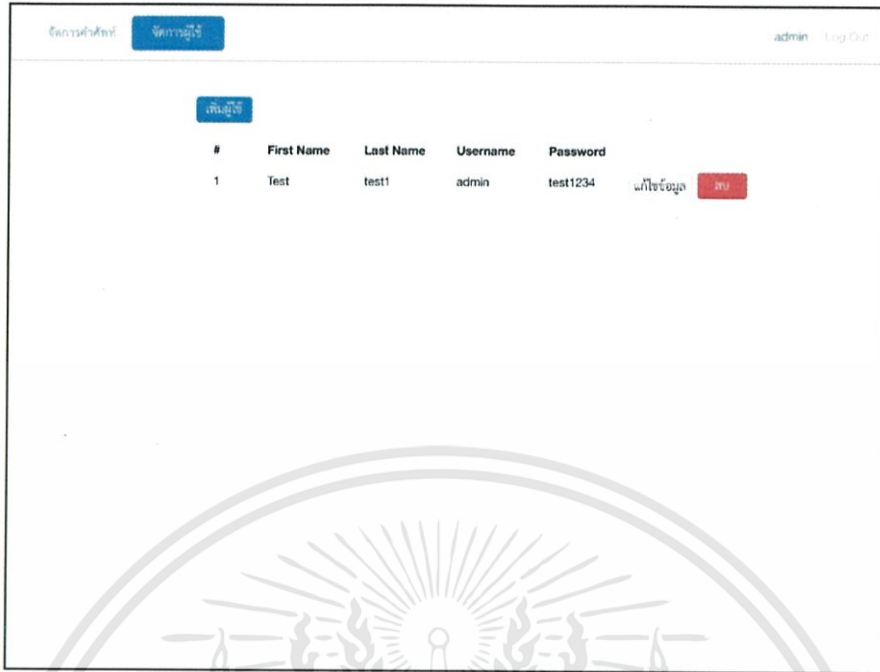 จัดการคำศัพท์ จัดการผู้ใช้ admin Log Out
เพิ่มผู้ใช้
# First Name Last Name Username Password
1 Test test1 admin test1234 แก้ไขข้อมูล ลบ